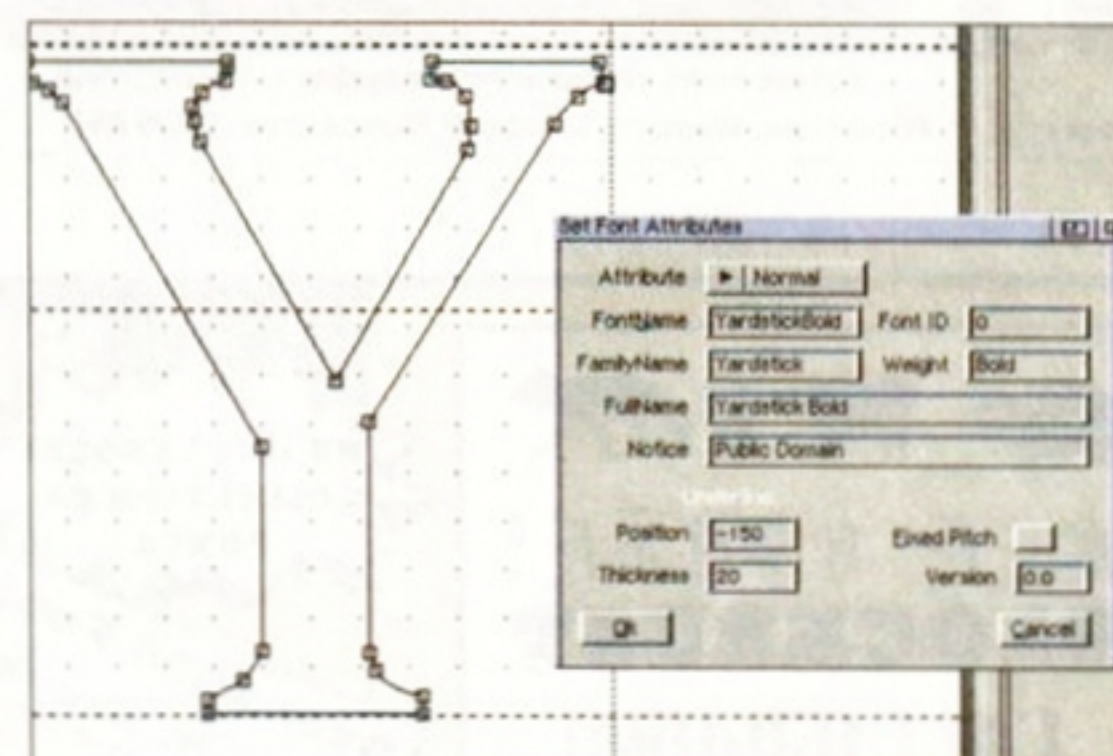 Set Font Attributes
Attribute Normal
FontName YardstickBold Font ID 0
FamilyName Yardstick Weight Bold
FullName Yardstick Bold
Notice Public Domain
Underline
Position -150 Fixed Pitch
Thickness 20 Version 0.0
Ok Cancel